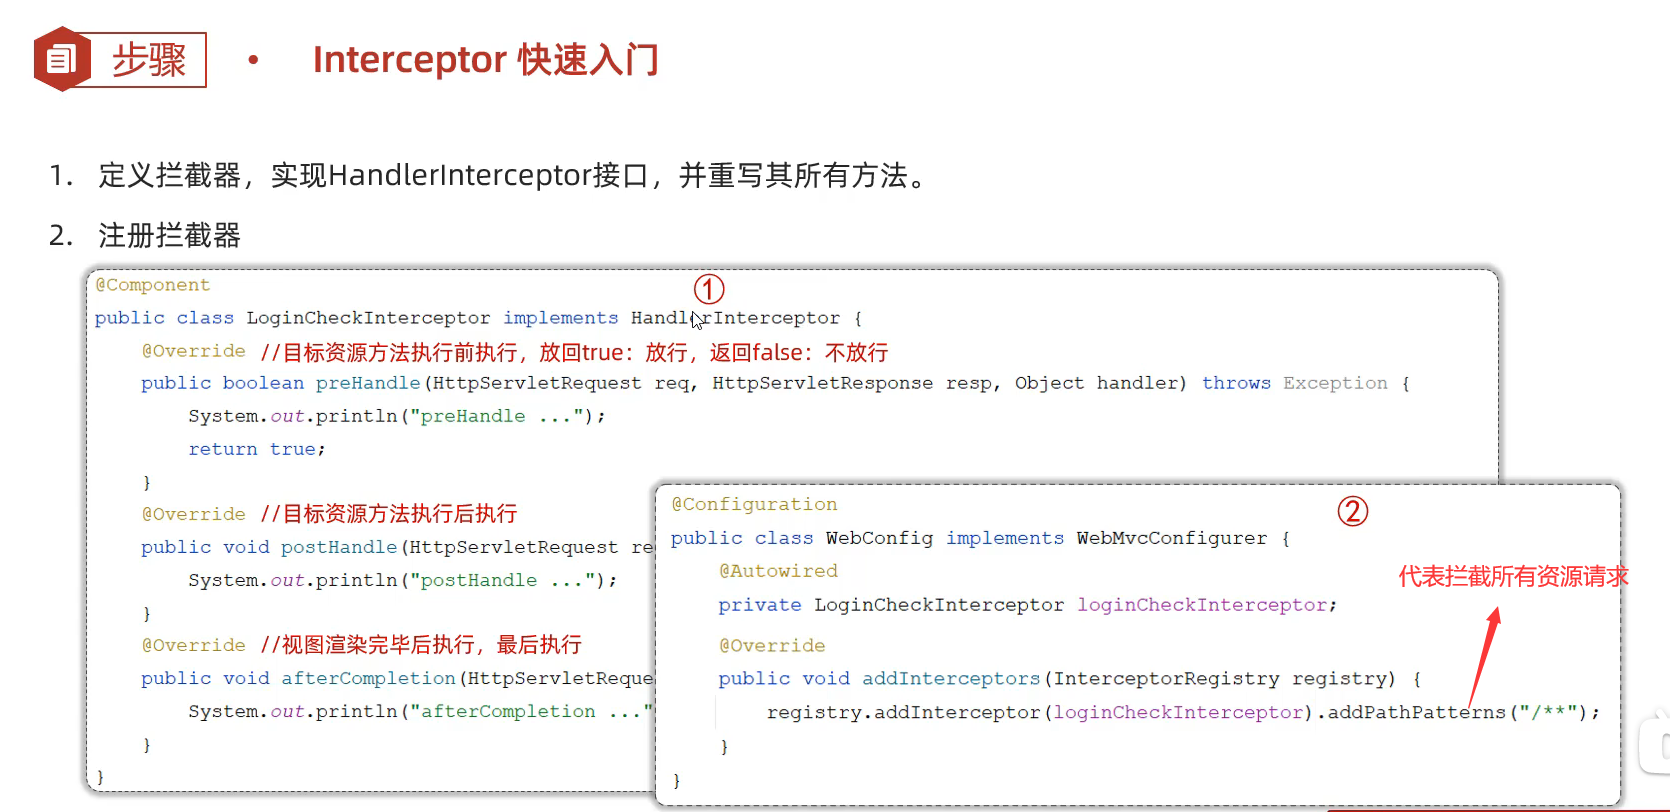 步骤
• Interceptor 快速入门
1. 定义拦截器，实现HandlerInterceptor接口，并重写其所有方法。
2. 注册拦截器
①
@Component
public class LoginCheckInterceptor implements HandlerInterceptor {
@Override //目标资源方法执行前执行，放回true：放行，返回false：不放行
public boolean preHandle(HttpServletRequest req, HttpServletResponse resp, Object handler) throws Exception {
System.out.println("preHandle ...");
return true;
}
@Override //目标资源方法执行后执行
public void postHandle(HttpServletRequest re
System.out.println("postHandle ...");
}
@Override //视图渲染完毕后执行，最后执行
public void afterCompletion(HttpServletReque
System.out.println("afterCompletion ..."
}
}
②
@Configuration
public class WebConfig implements WebMvcConfigurer {
@Autowired
private LoginCheckInterceptor loginCheckInterceptor;
代表拦截所有资源请求
@Override
public void addInterceptors(InterceptorRegistry registry) {
registry.addInterceptor(loginCheckInterceptor).addPathPatterns("/**");
}
}